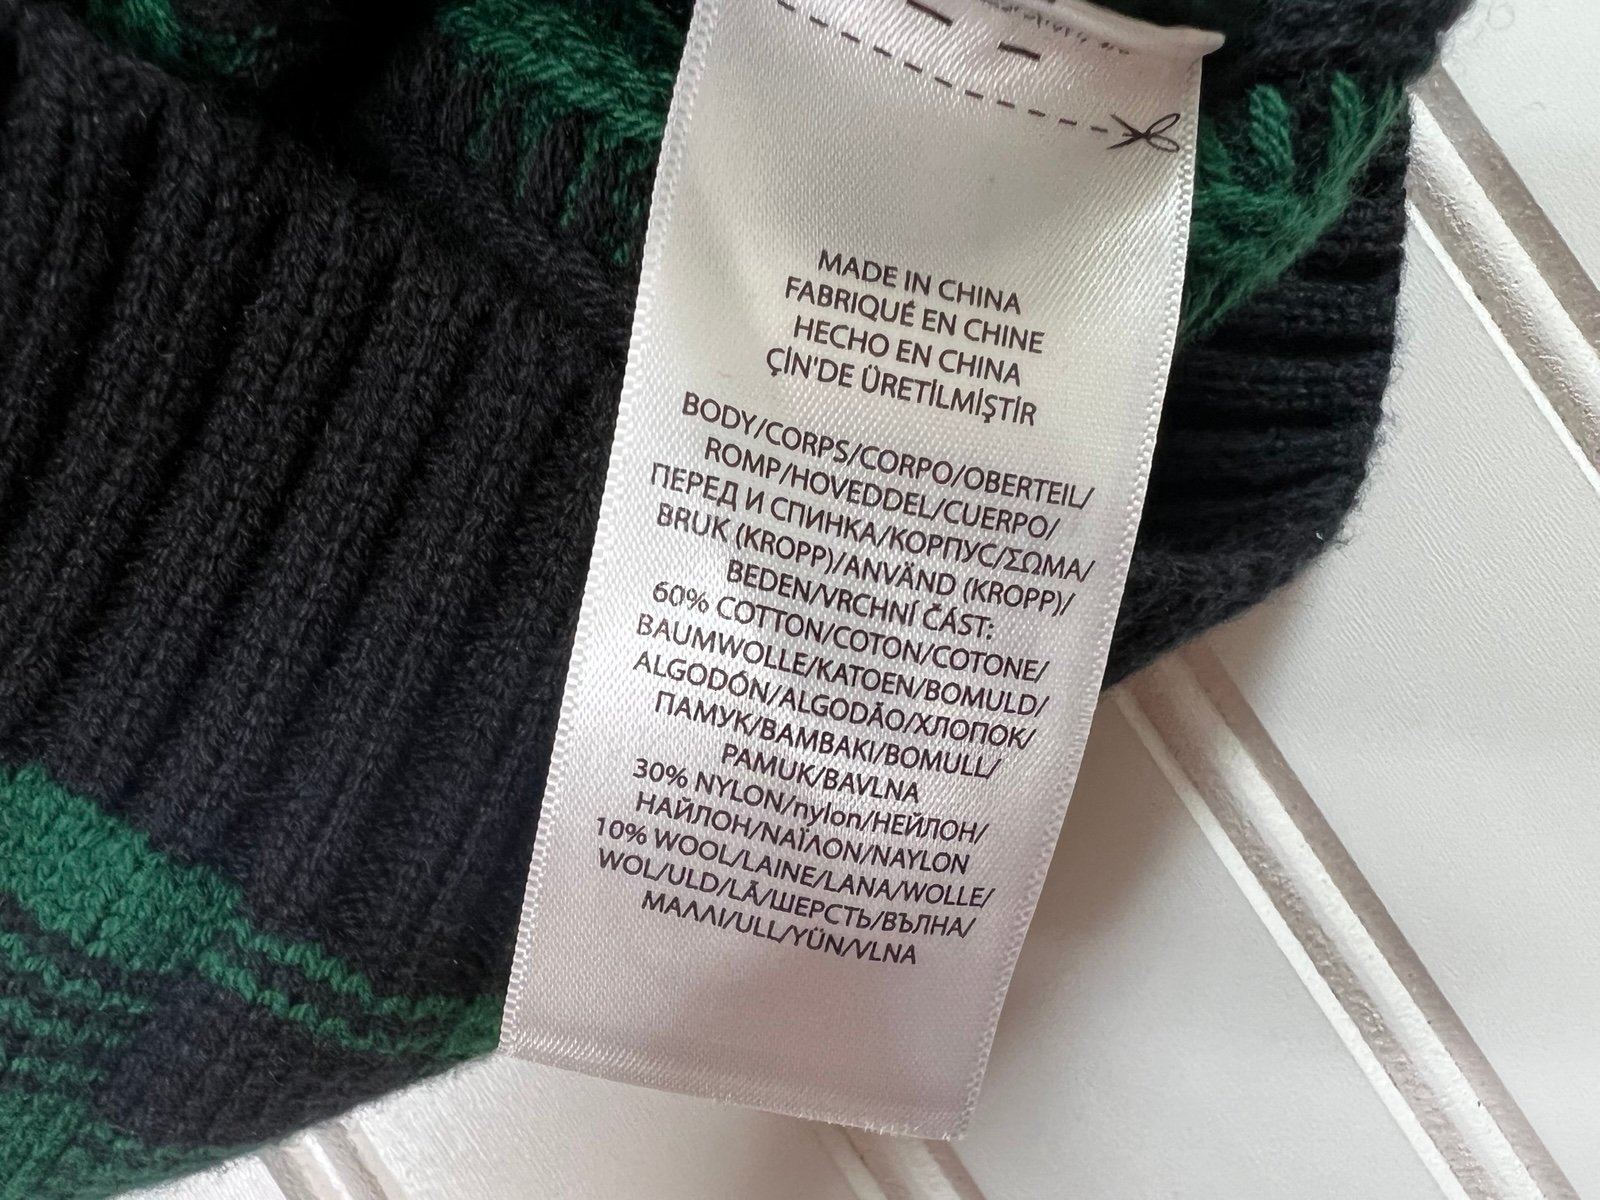 MADE IN CHINA
FABRIQUÉ EN CHINE
HECHO EN CHINA
ÇİN'DE ÜRETİLMİŞTİR
BODY/CORPS/CORPO/OBERTEIL/
ROMP/HOVEDDEL/CUERPO/
ПЕРЕД И СПИНКА/КОРПУС/ΣΩΜΑ/
BRUK (KROPP)/ANVÄND (KROPP)/
BEDEN/VRCHNÍ ČÁST:
60% COTTON/COTON/COTONE/
BAUMWOLLE/KATOEN/BOMULD/
ALGODÓN/ALGODÃO/ХЛОПОК/
ПАМУК/ΒΑΜΒΑΚΙ/BOMULL/
PAMUK/BAVLNA
30% NYLON/nylon/НЕЙЛОН/
НАЙЛОН/ΝΑΪΛΟΝ/NAYLON
10% WOOL/LAINE/LANA/WOLLE/
WOL/ULD/LÃ/ШЕРСТЬ/ВЪЛНА/
ΜΑΛΛΙ/ULL/YÜN/VLNA